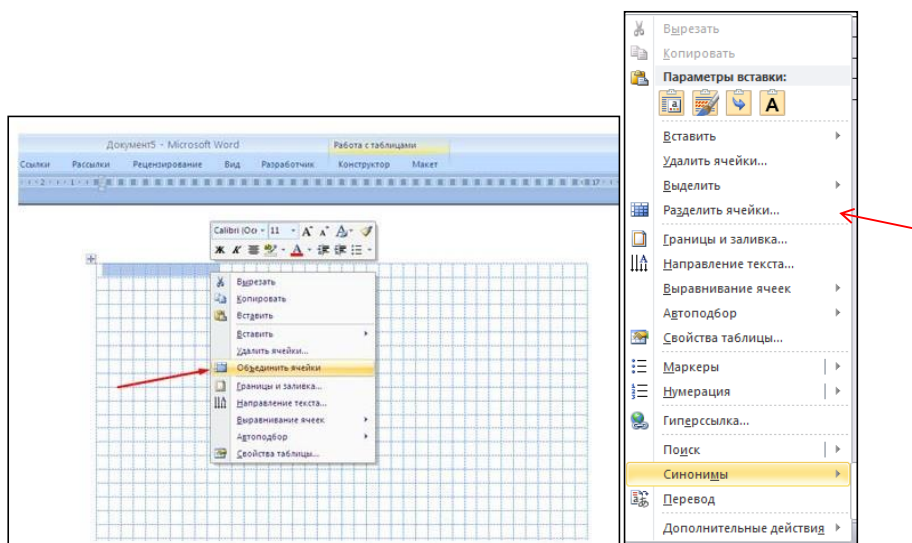 Документ5 - Microsoft Word
Работа с таблицами
Ссылки Рассылки Рецензирование Вид Разработчик Конструктор Макет
Calibri (Осн 11
Ж К
Вырезать
Копировать
Вставить
Вставить
Удалить ячейки...
Объединить ячейки
Границы и заливка...
Направление текста...
Выравнивание ячеек
Автоподбор
Свойства таблицы...
Вырезать
Копировать
Параметры вставки:
Вставить
Удалить ячейки...
Выделить
Разделить ячейки...
Границы и заливка...
Направление текста...
Выравнивание ячеек
Автоподбор
Свойства таблицы...
Маркеры
Нумерация
Гиперссылка...
Поиск
Синонимы
Перевод
Дополнительные действия